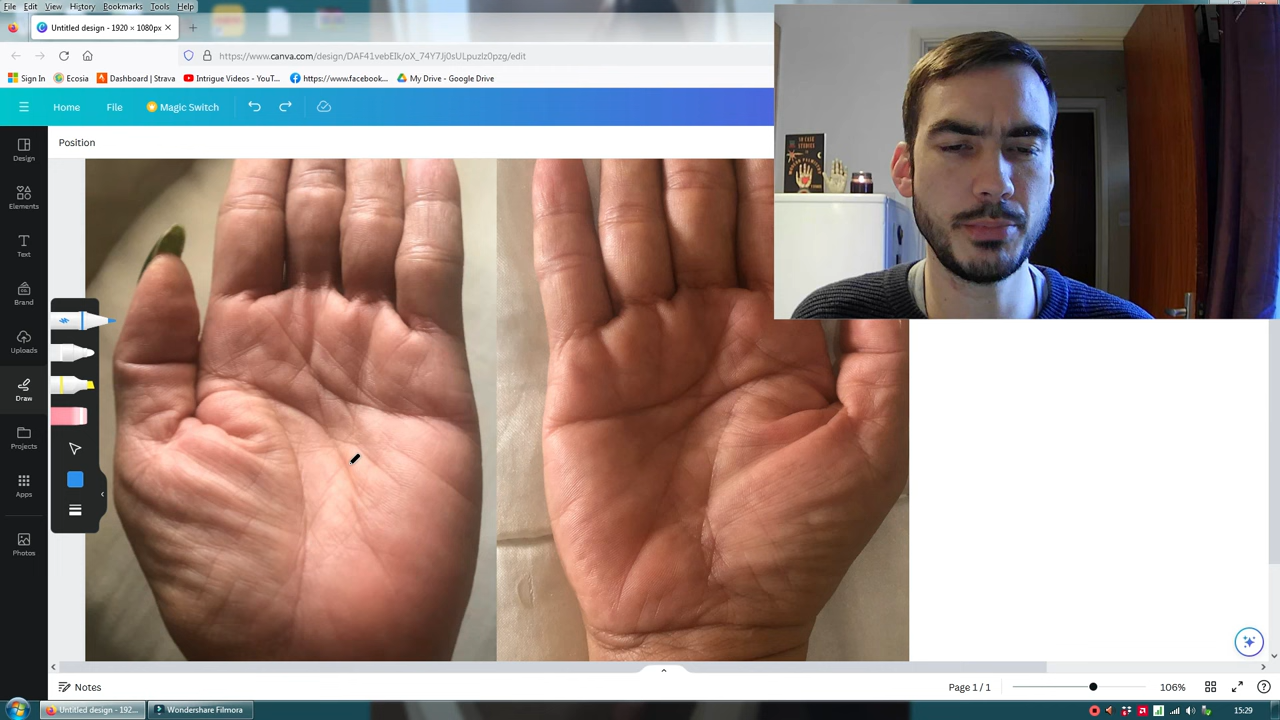 File Edit View History Bookmarks Tools Help
Untitled design - 1920 × 1080px
https://www.canva.com/design/DAF41vebElk/oX_74Y7Jj0sULpuzlz0pzg/edit
Sign In Ecosia Dashboard | Strava Intrigue Videos - YouT... https://www.facebook... My Drive - Google Drive
Home File Magic Switch
Position
Design
Elements
Text
Brand
Uploads
Draw
Projects
Apps
Photos
Notes
Page 1 / 1
106%
Untitled design - 192...
Wondershare Filmora
15:29